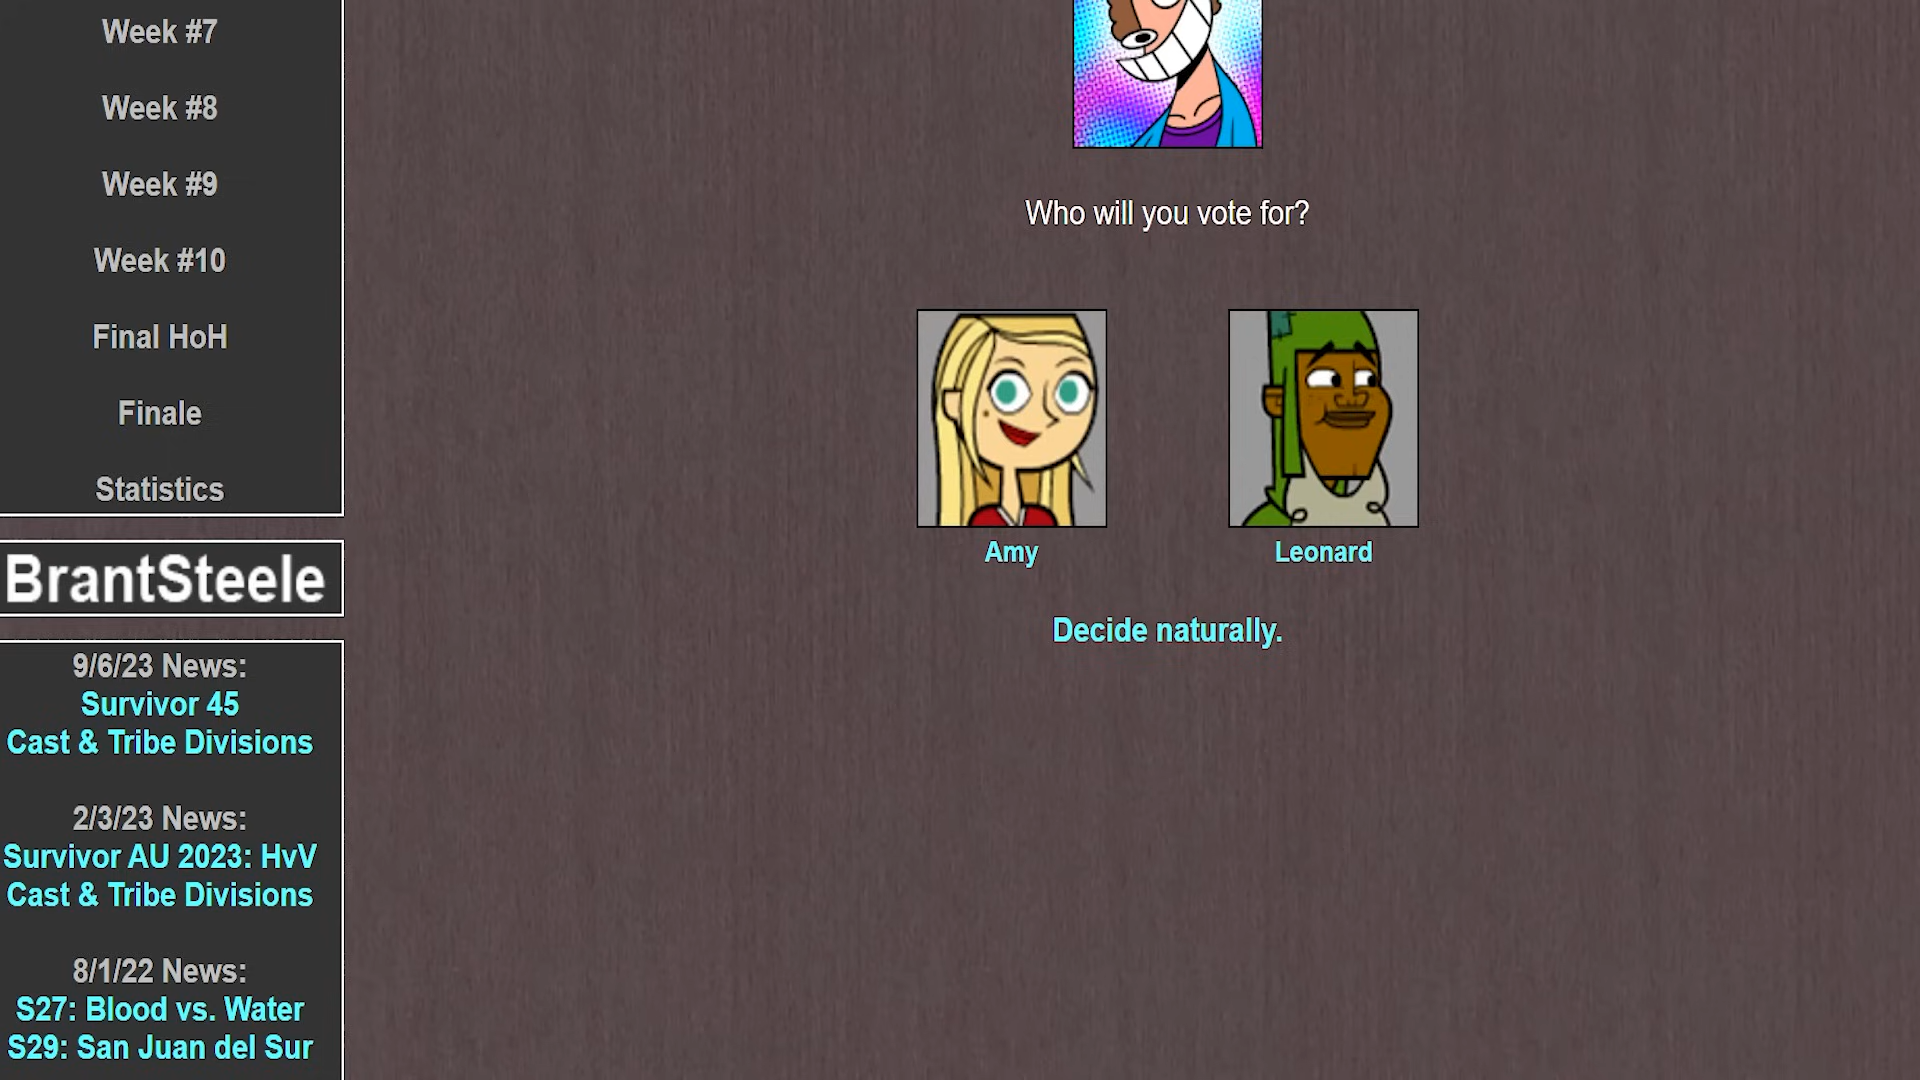 Week #7
Week #8
Week #9
Week #10
Final HoH
Finale
Statistics
BrantSteele
9/6/23 News:
Survivor 45
Cast & Tribe Divisions
2/3/23 News:
Survivor AU 2023: HvV
Cast & Tribe Divisions
8/1/22 News:
S27: Blood vs. Water
S29: San Juan del Sur
Who will you vote for?
Amy
Leonard
Decide naturally.